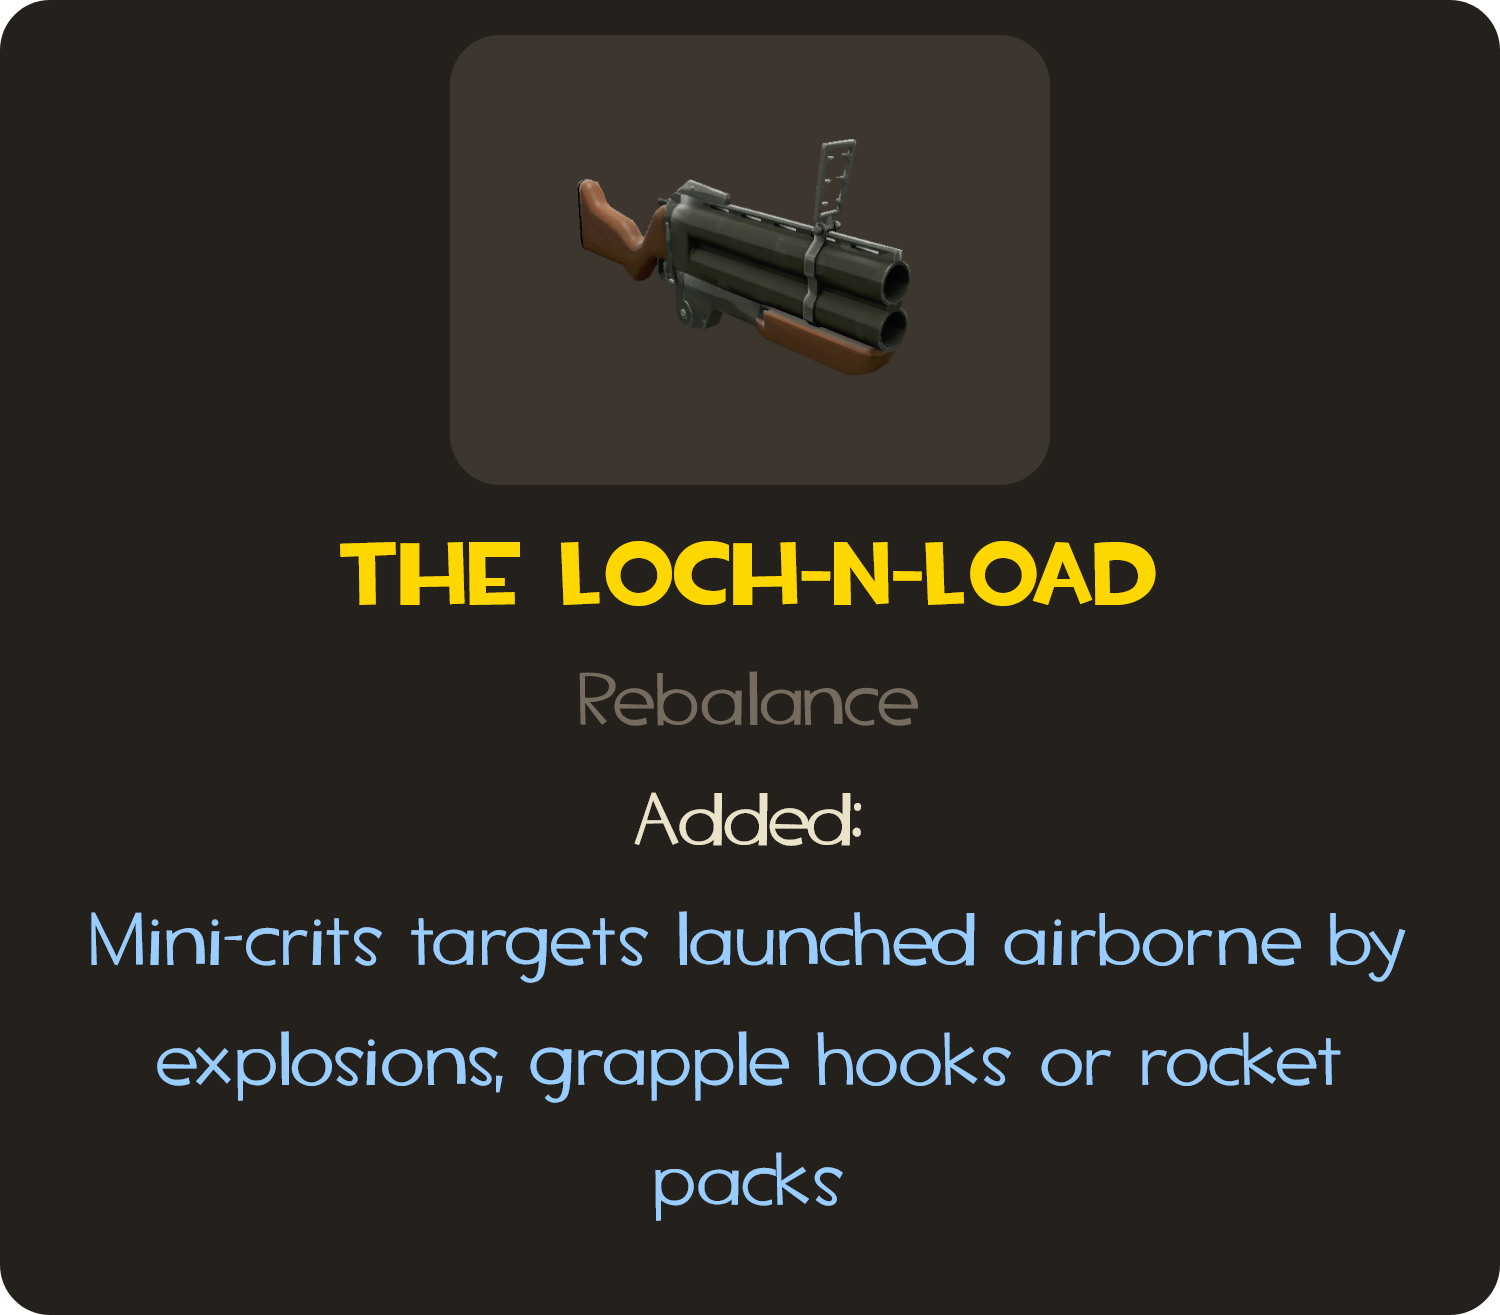 THE LOCH-N-LOAD
Rebalance
Added:
Mini-crits targets launched airborne by
explosions, grapple hooks or rocket
packs